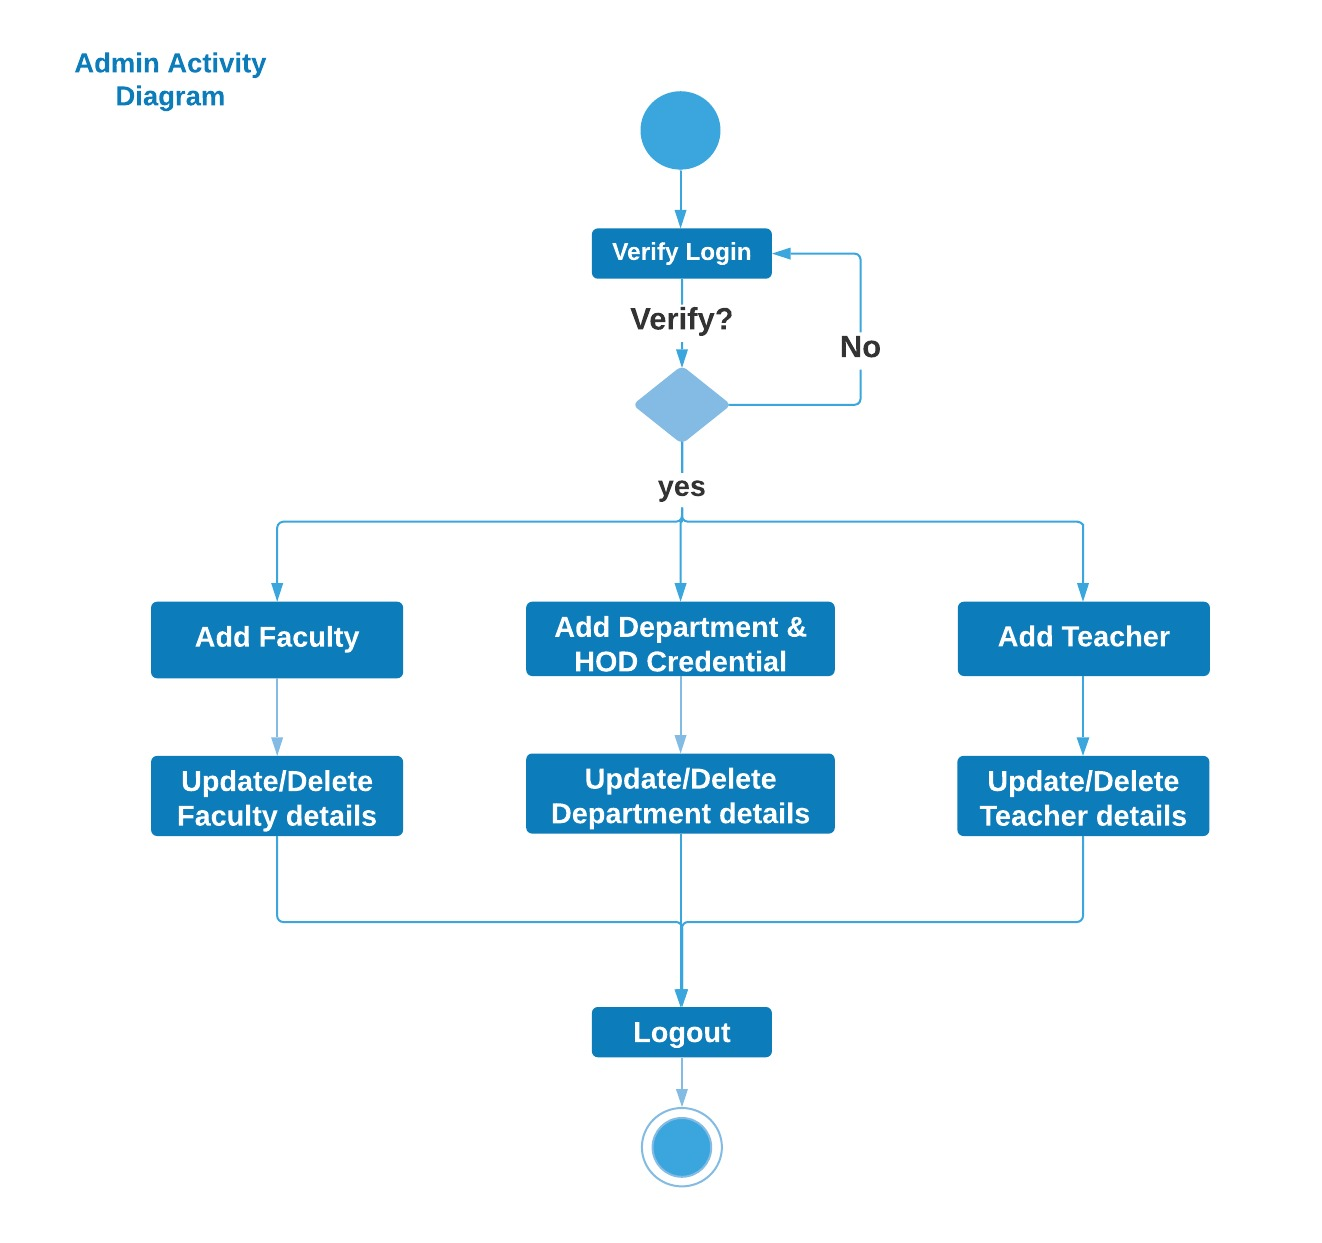 Admin Activity
Diagram
Verify Login
Verify?
No
yes
Add Faculty
Add Department &
HOD Credential
Add Teacher
Update/Delete
Faculty details
Update/Delete
Department details
Update/Delete
Teacher details
Logout